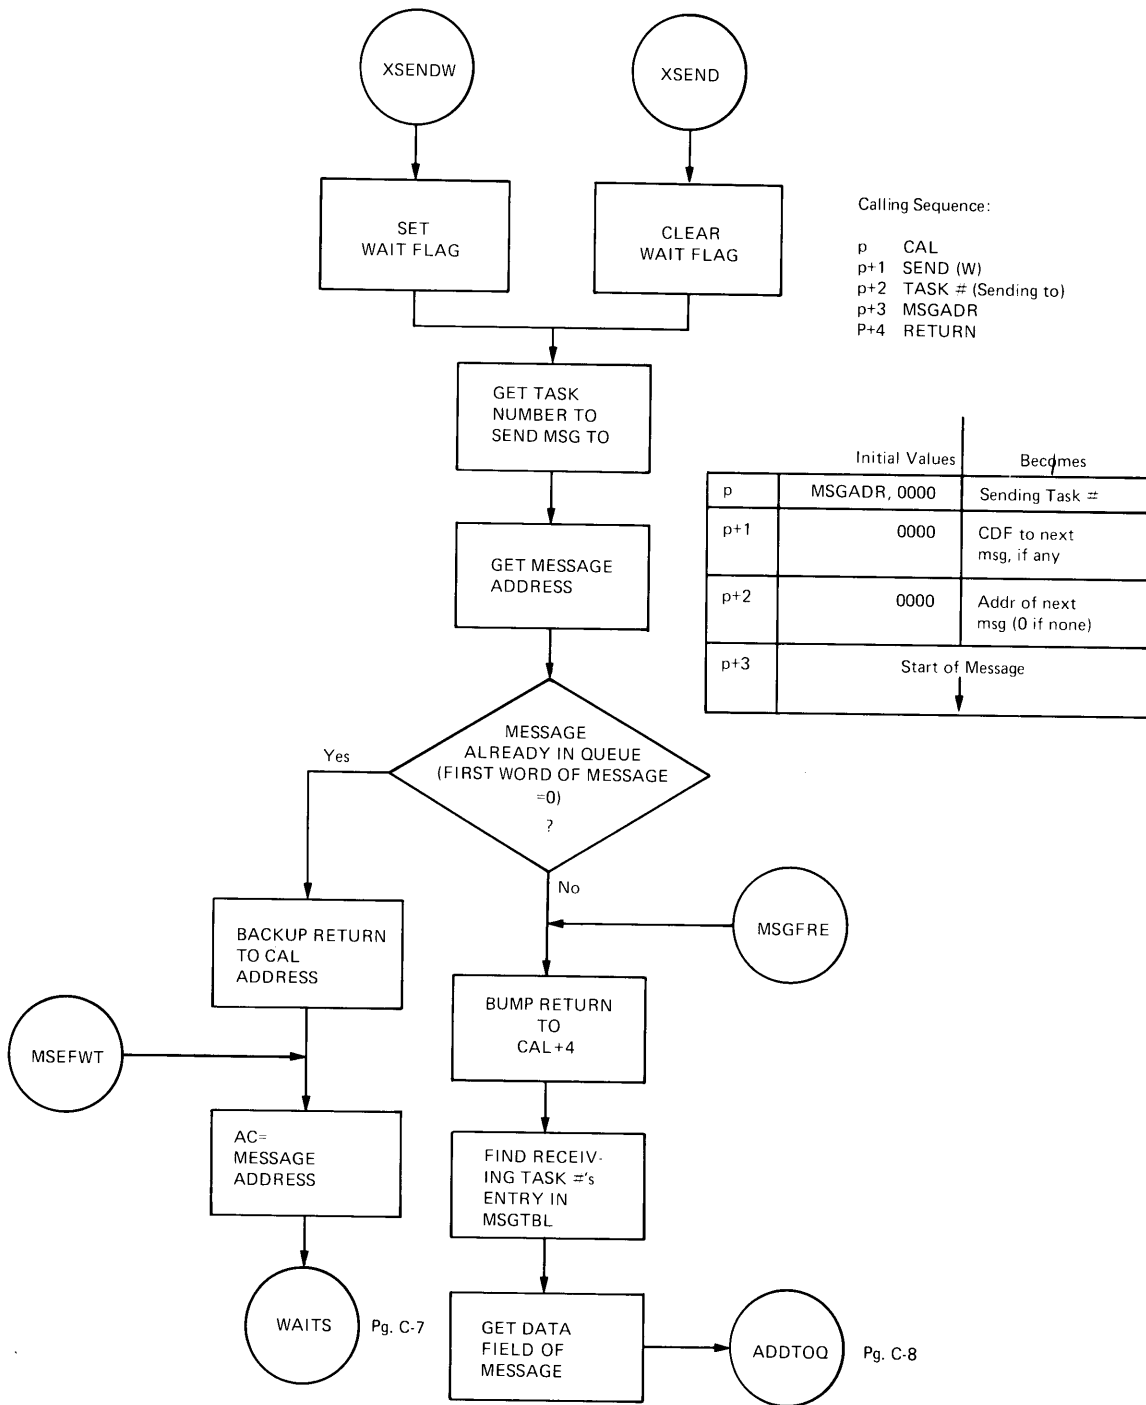 XSENDW
XSEND
SET
WAIT FLAG
CLEAR
WAIT FLAG
Calling Sequence:
p CAL
p+1 SEND (W)
p+2 TASK # (Sending to)
p+3 MSGADR
P+4 RETURN
GET TASK
NUMBER TO
SEND MSG TO
Initial Values Becomes
p MSGADR, 0000 Sending Task #
p+1 0000 CDF to next
msg, if any
p+2 0000 Addr of next
msg (0 if none)
p+3 Start of Message
GET MESSAGE
ADDRESS
MESSAGE
ALREADY IN QUEUE
(FIRST WORD OF MESSAGE
=0)
?
Yes
No
BACKUP RETURN
TO CAL
ADDRESS
MSGFRE
BUMP RETURN
TO
CAL+4
MSEFWT
AC=
MESSAGE
ADDRESS
FIND RECEIV-
ING TASK #'s
ENTRY IN
MSGTBL
WAITS Pg. C-7
GET DATA
FIELD OF
MESSAGE
ADDTOQ Pg. C-8